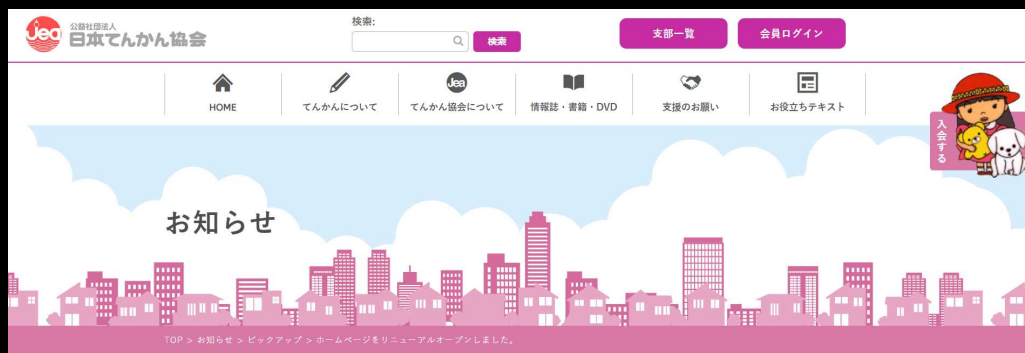 Jea
公益社団法人
日本てんかん協会
検索:
検索
支部一覧
会員ログイン
HOME
てんかんについて
Jea
てんかん協会について
情報誌・書籍・DVD
支援のお願い
お役立ちテキスト
入会する
お知らせ
TOP > お知らせ > ピックアップ > ホームページをリニューアルオープンしました。